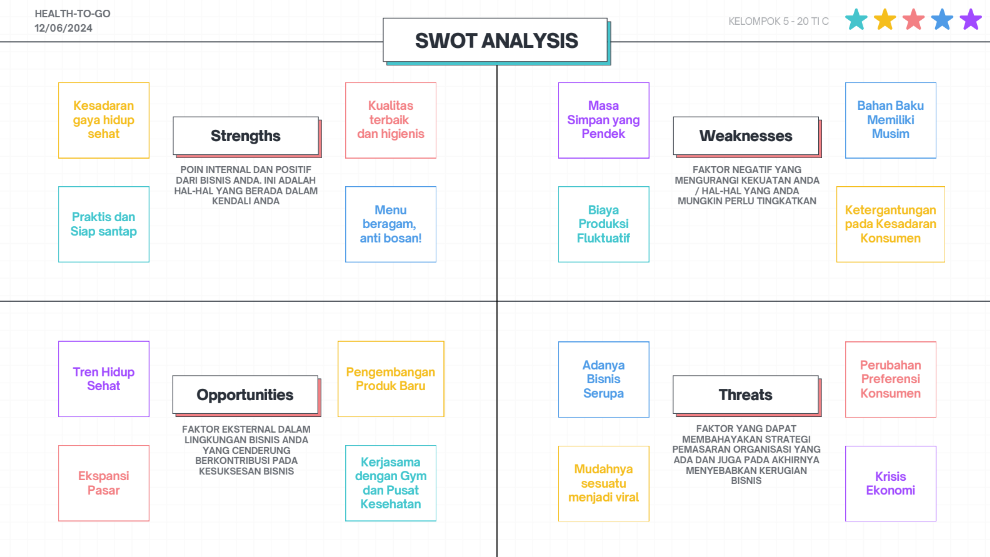 HEALTH-TO-GO
12/06/2024
SWOT ANALYSIS
KELOMPOK 5 - 20 TI C
Kesadaran
gaya hidup
sehat
Strengths
POIN INTERNAL DAN POSITIF
DARI BISNIS ANDA. INI ADALAH
HAL-HAL YANG BERADA DALAM
KENDALI ANDA
Kualitas
terbaik
dan higienis
Praktis dan
Siap santap
Menu
beragam,
anti bosan!
Masa
Simpan yang
Pendek
Weaknesses
FAKTOR NEGATIF YANG
MENGURANGI KEKUATAN ANDA
/ HAL-HAL YANG ANDA
MUNGKIN PERLU TINGKATKAN
Bahan Baku
Memiliki
Musim
Biaya
Produksi
Fluktuatif
Ketergantungan
pada Kesadaran
Konsumen
Tren Hidup
Sehat
Opportunities
FAKTOR EKSTERNAL DALAM
LINGKUNGAN BISNIS ANDA
YANG CENDERUNG
BERKONTRIBUSI PADA
KESUKSESAN BISNIS
Pengembangan
Produk Baru
Ekspansi
Pasar
Kerjasama
dengan Gym
dan Pusat
Kesehatan
Adanya
Bisnis
Serupa
Threats
FAKTOR YANG DAPAT
MEMBAHAYAKAN STRATEGI
PEMASARAN ORGANISASI YANG
ADA DAN JUGA PADA AKHIRNYA
MENYEBABKAN KERUGIAN
BISNIS
Perubahan
Preferensi
Konsumen
Mudahnya
sesuatu
menjadi viral
Krisis
Ekonomi